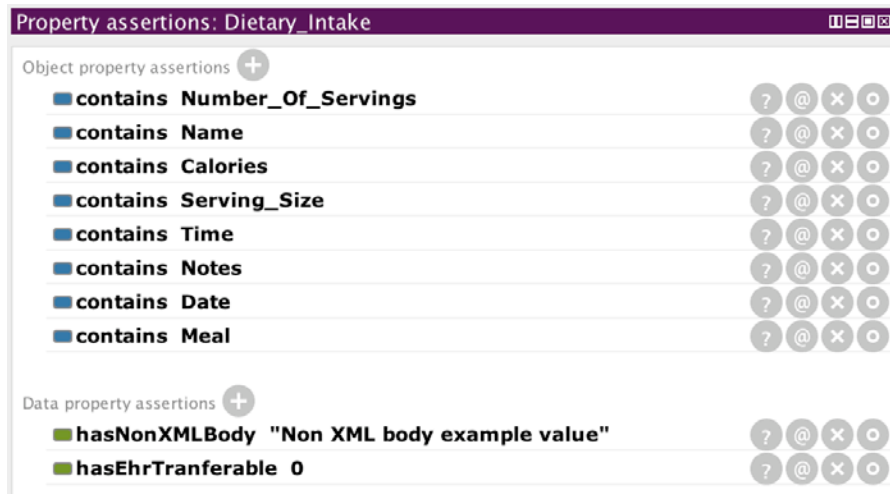 Property assertions: Dietary_Intake
Object property assertions
contains Number_Of_Servings
contains Name
contains Calories
contains Serving_Size
contains Time
contains Notes
contains Date
contains Meal
Data property assertions
hasNonXMLBody "Non XML body example value"
hasEhrTranferable 0